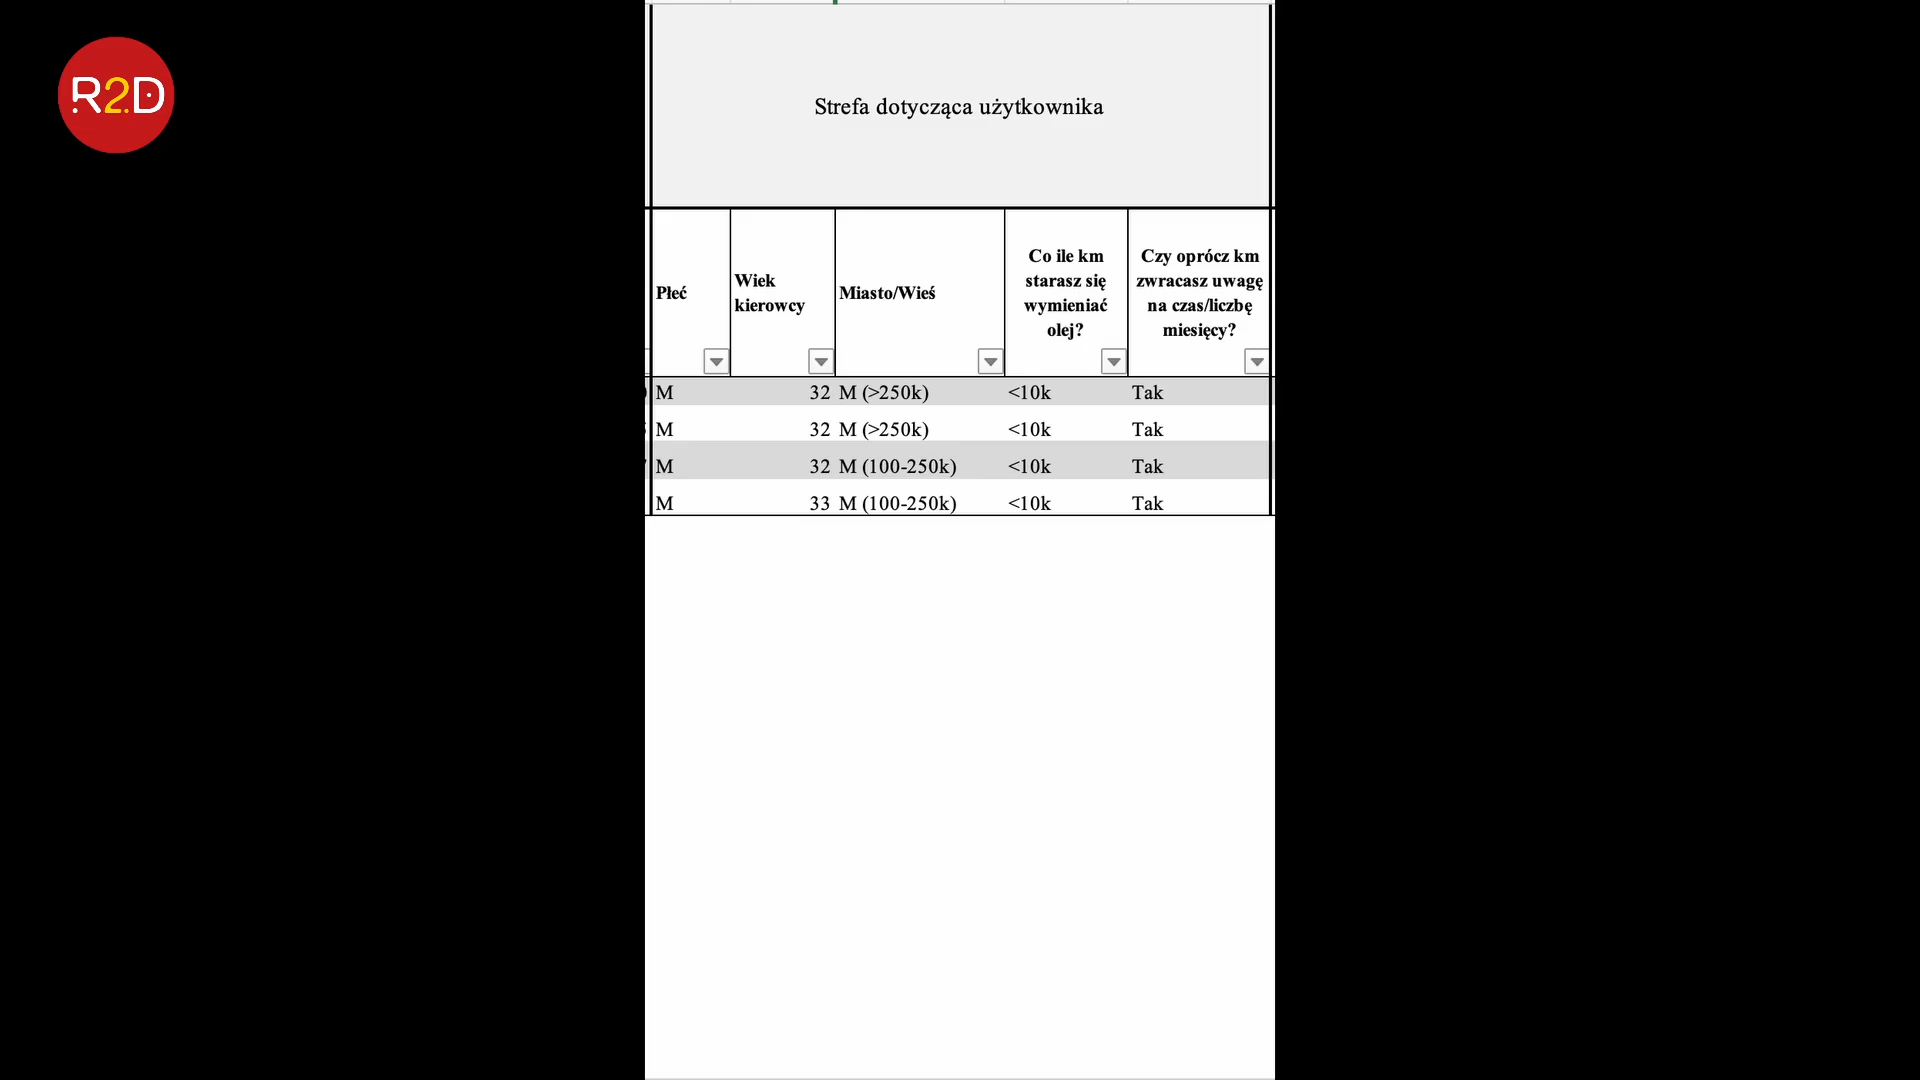 R2D
Strefa dotycząca użytkownika
Płeć
Wiek
kierowcy
Miasto/Wieś
Co ile km
starasz się
wymieniać
olej?
Czy oprócz km
zwracasz uwagę
na czas/liczbę
miesięcy?
M 32 M (>250k) <10k Tak
M 32 M (>250k) <10k Tak
M 32 M (100-250k) <10k Tak
M 33 M (100-250k) <10k Tak